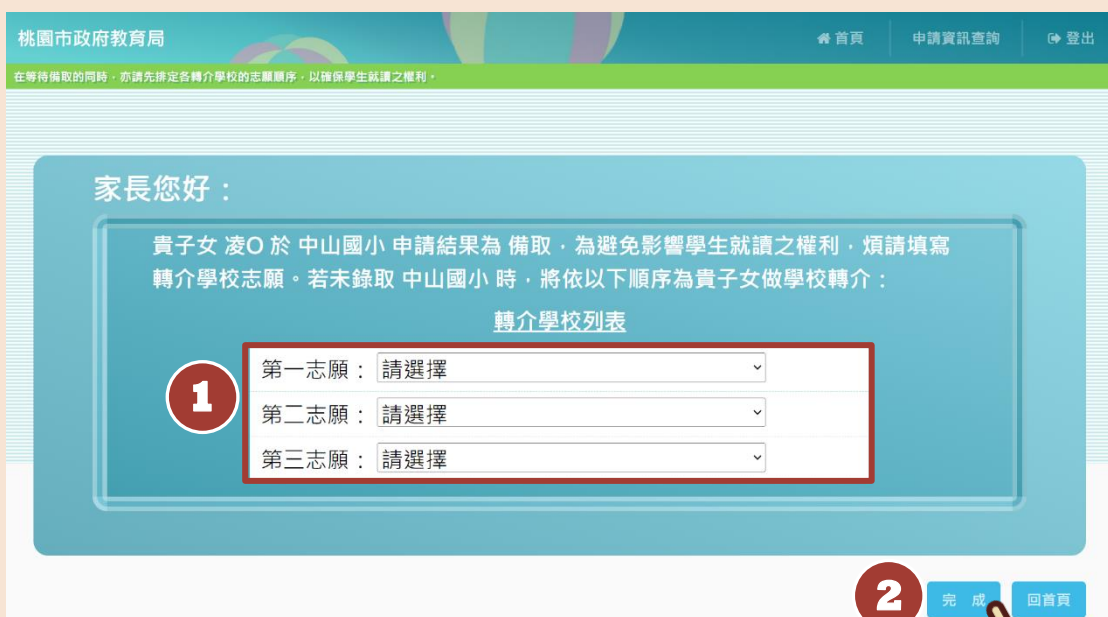 桃園市政府教育局
首頁
申請資訊查詢
登出
在等待備取的同時，亦請先排定各轉介學校的志願順序，以確保學生就讀之權利。
家長您好：
貴子女 凌O 於 中山國小 申請結果為 備取，為避免影響學生就讀之權利，煩請填寫
轉介學校志願。若未錄取 中山國小 時，將依以下順序為貴子女做學校轉介：
轉介學校列表
1
第一志願： 請選擇
第二志願： 請選擇
第三志願： 請選擇
2
完 成
回首頁